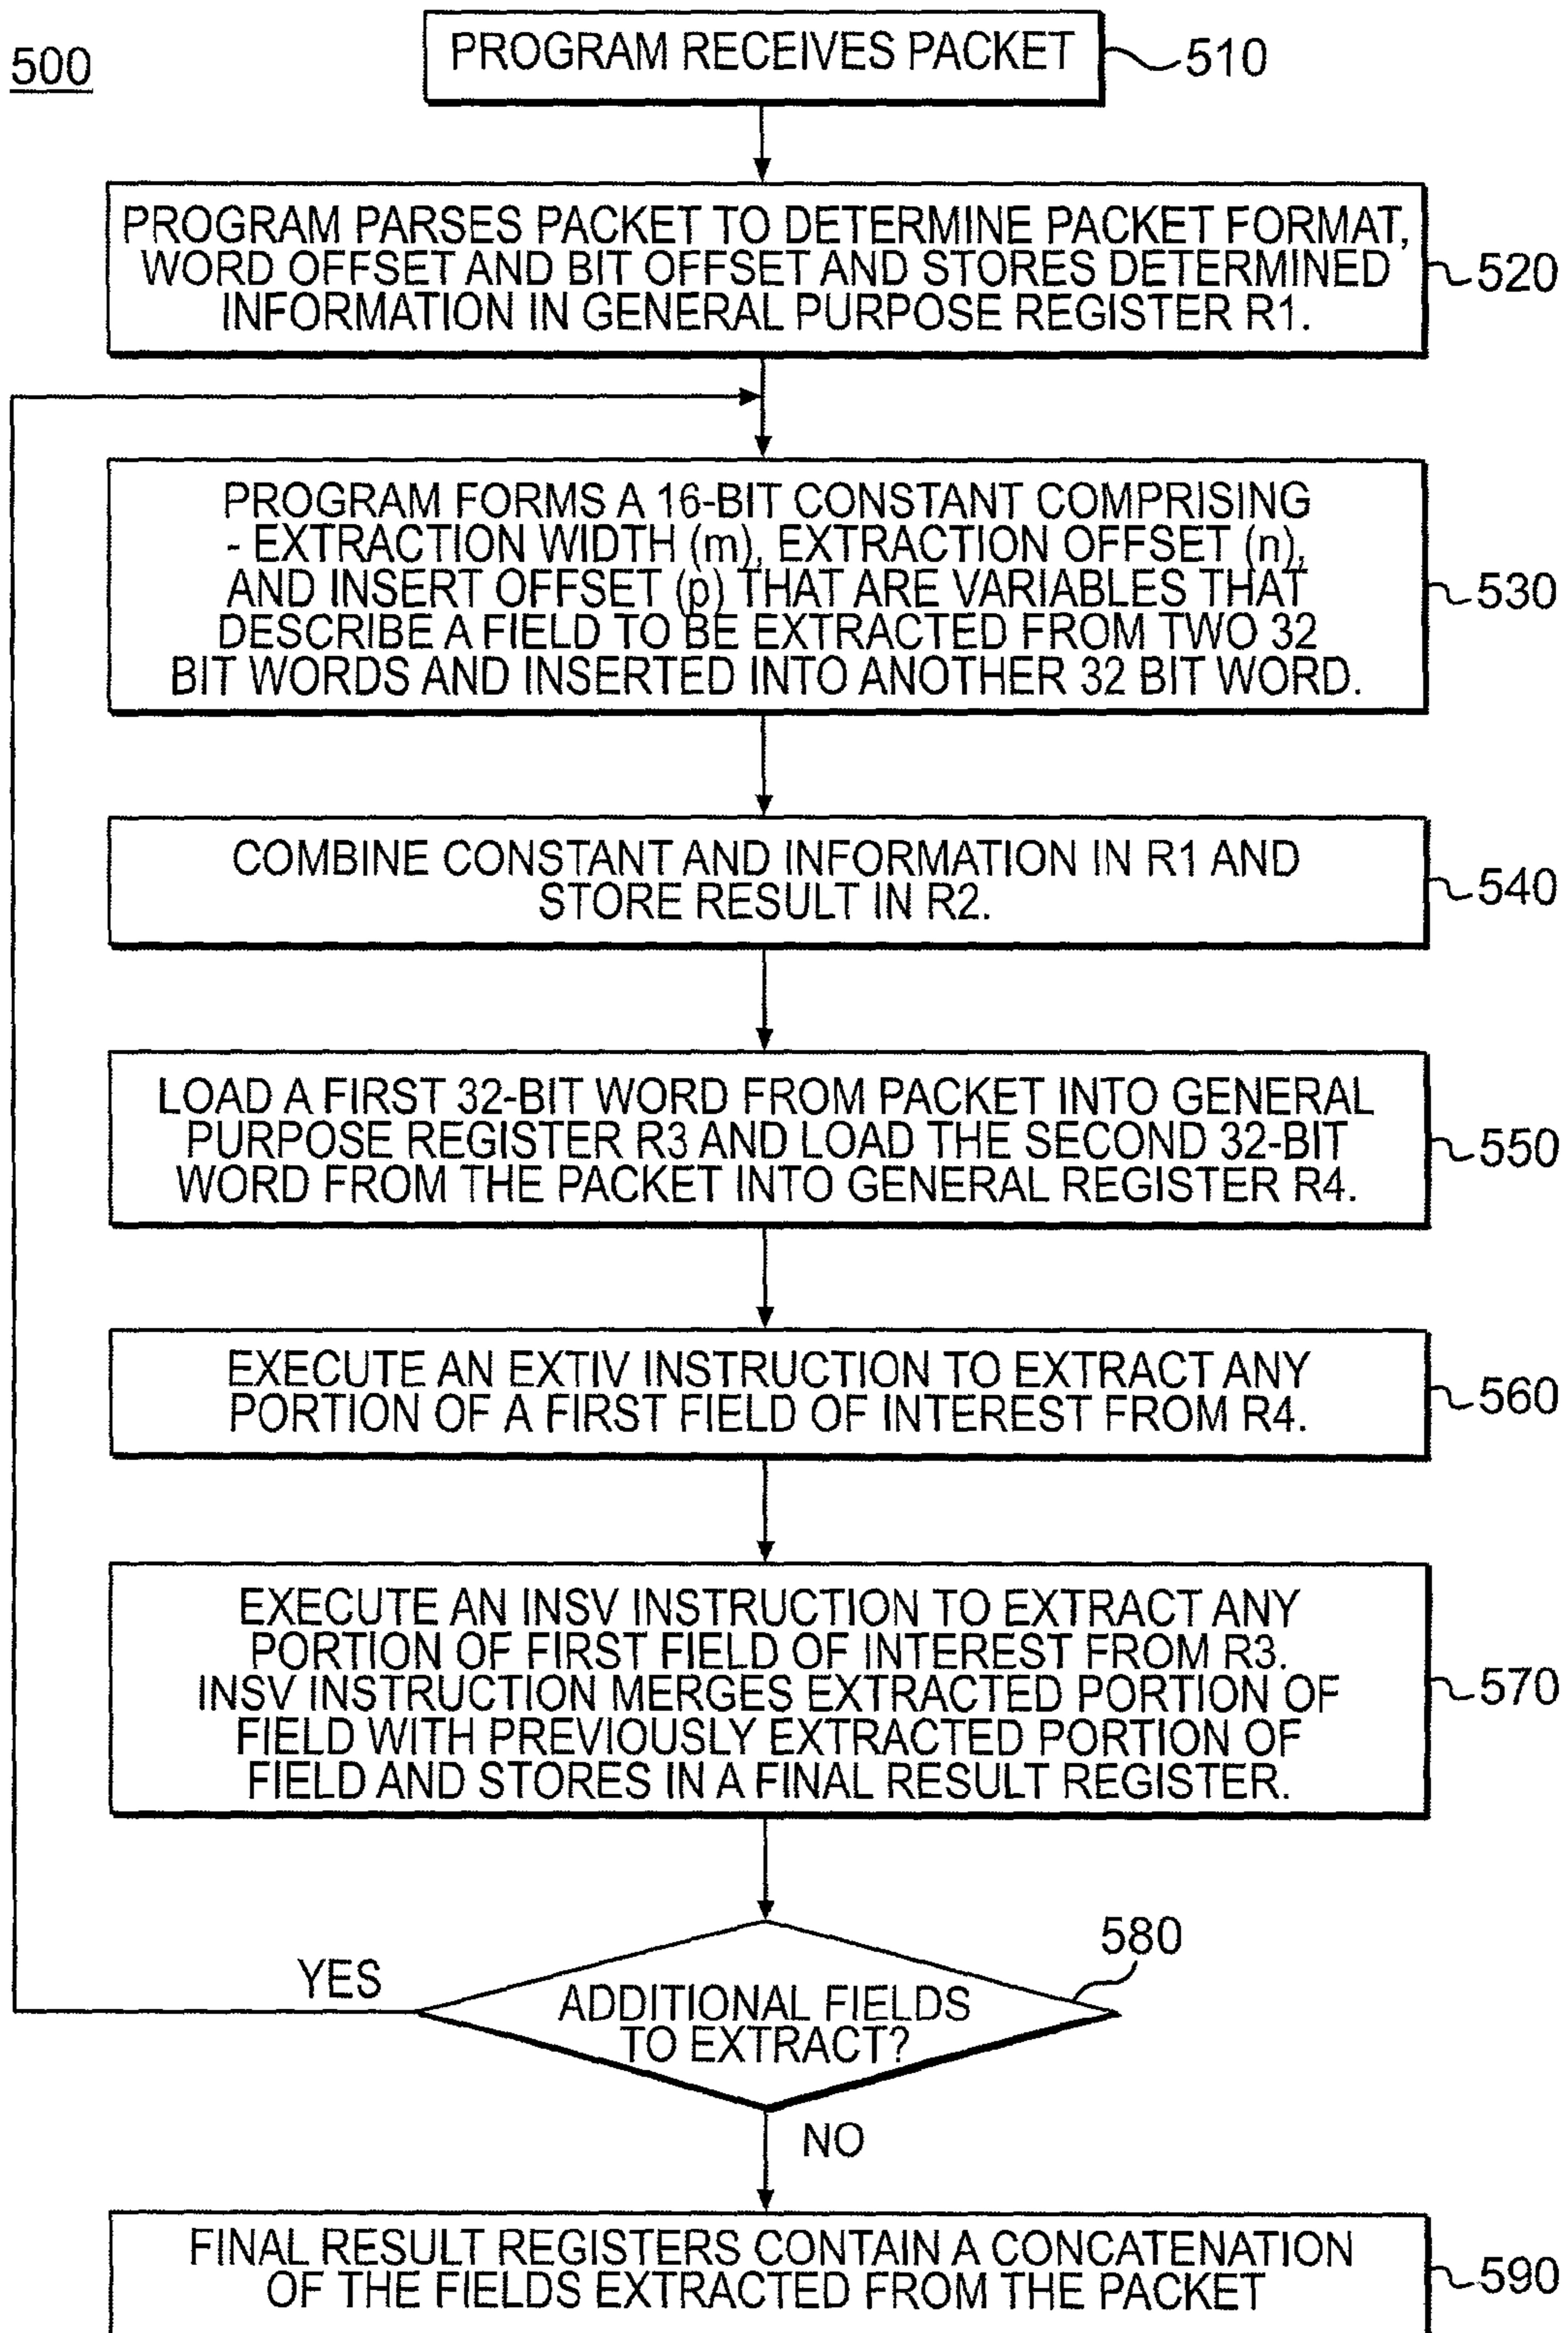 500
PROGRAM RECEIVES PACKET
510
PROGRAM PARSES PACKET TO DETERMINE PACKET FORMAT,
WORD OFFSET AND BIT OFFSET AND STORES DETERMINED
INFORMATION IN GENERAL PURPOSE REGISTER R1.
520
PROGRAM FORMS A 16-BIT CONSTANT COMPRISING
- EXTRACTION WIDTH (m), EXTRACTION OFFSET (n),
AND INSERT OFFSET (p) THAT ARE VARIABLES THAT
DESCRIBE A FIELD TO BE EXTRACTED FROM TWO 32
BIT WORDS AND INSERTED INTO ANOTHER 32 BIT WORD.
530
COMBINE CONSTANT AND INFORMATION IN R1 AND
STORE RESULT IN R2.
540
LOAD A FIRST 32-BIT WORD FROM PACKET INTO GENERAL
PURPOSE REGISTER R3 AND LOAD THE SECOND 32-BIT
WORD FROM THE PACKET INTO GENERAL REGISTER R4.
550
EXECUTE AN EXTIV INSTRUCTION TO EXTRACT ANY
PORTION OF A FIRST FIELD OF INTEREST FROM R4.
560
EXECUTE AN INSV INSTRUCTION TO EXTRACT ANY
PORTION OF FIRST FIELD OF INTEREST FROM R3.
INSV INSTRUCTION MERGES EXTRACTED PORTION OF
FIELD WITH PREVIOUSLY EXTRACTED PORTION OF
FIELD AND STORES IN A FINAL RESULT REGISTER.
570
580
YES
ADDITIONAL FIELDS
TO EXTRACT?
NO
FINAL RESULT REGISTERS CONTAIN A CONCATENATION
OF THE FIELDS EXTRACTED FROM THE PACKET
590